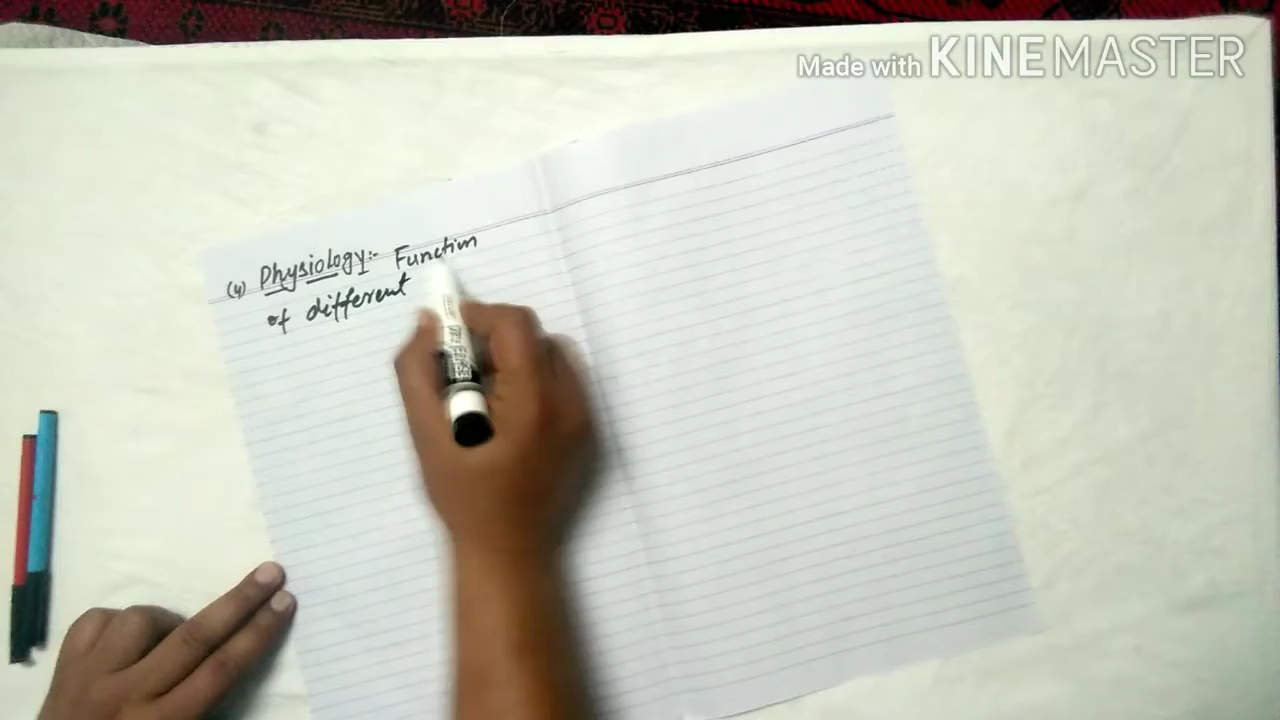 Made with KINEMASTER
(4) Physiology:- Function
of different